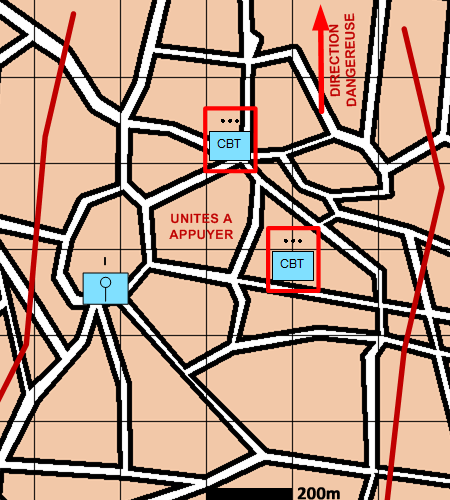 DIRECTION
DANGEREUSE
•••
CBT
UNITES A
APPUYER
•••
CBT
I
200m